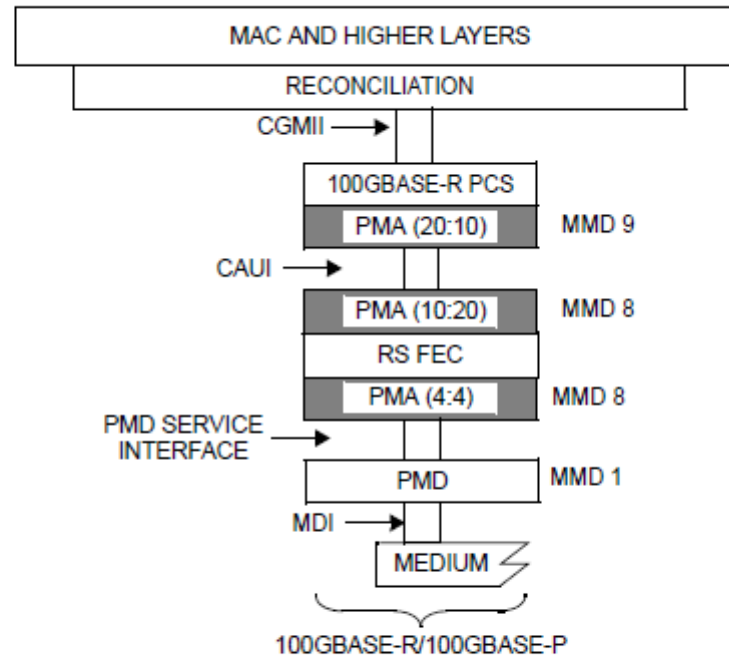 MAC AND HIGHER LAYERS
RECONCILIATION
CGMII
100GBASE-R PCS
PMA (20:10)
MMD 9
CAUI
PMA (10:20)
MMD 8
RS FEC
PMA (4:4)
MMD 8
PMD SERVICE
INTERFACE
PMD
MMD 1
MDI
MEDIUM
100GBASE-R/100GBASE-P